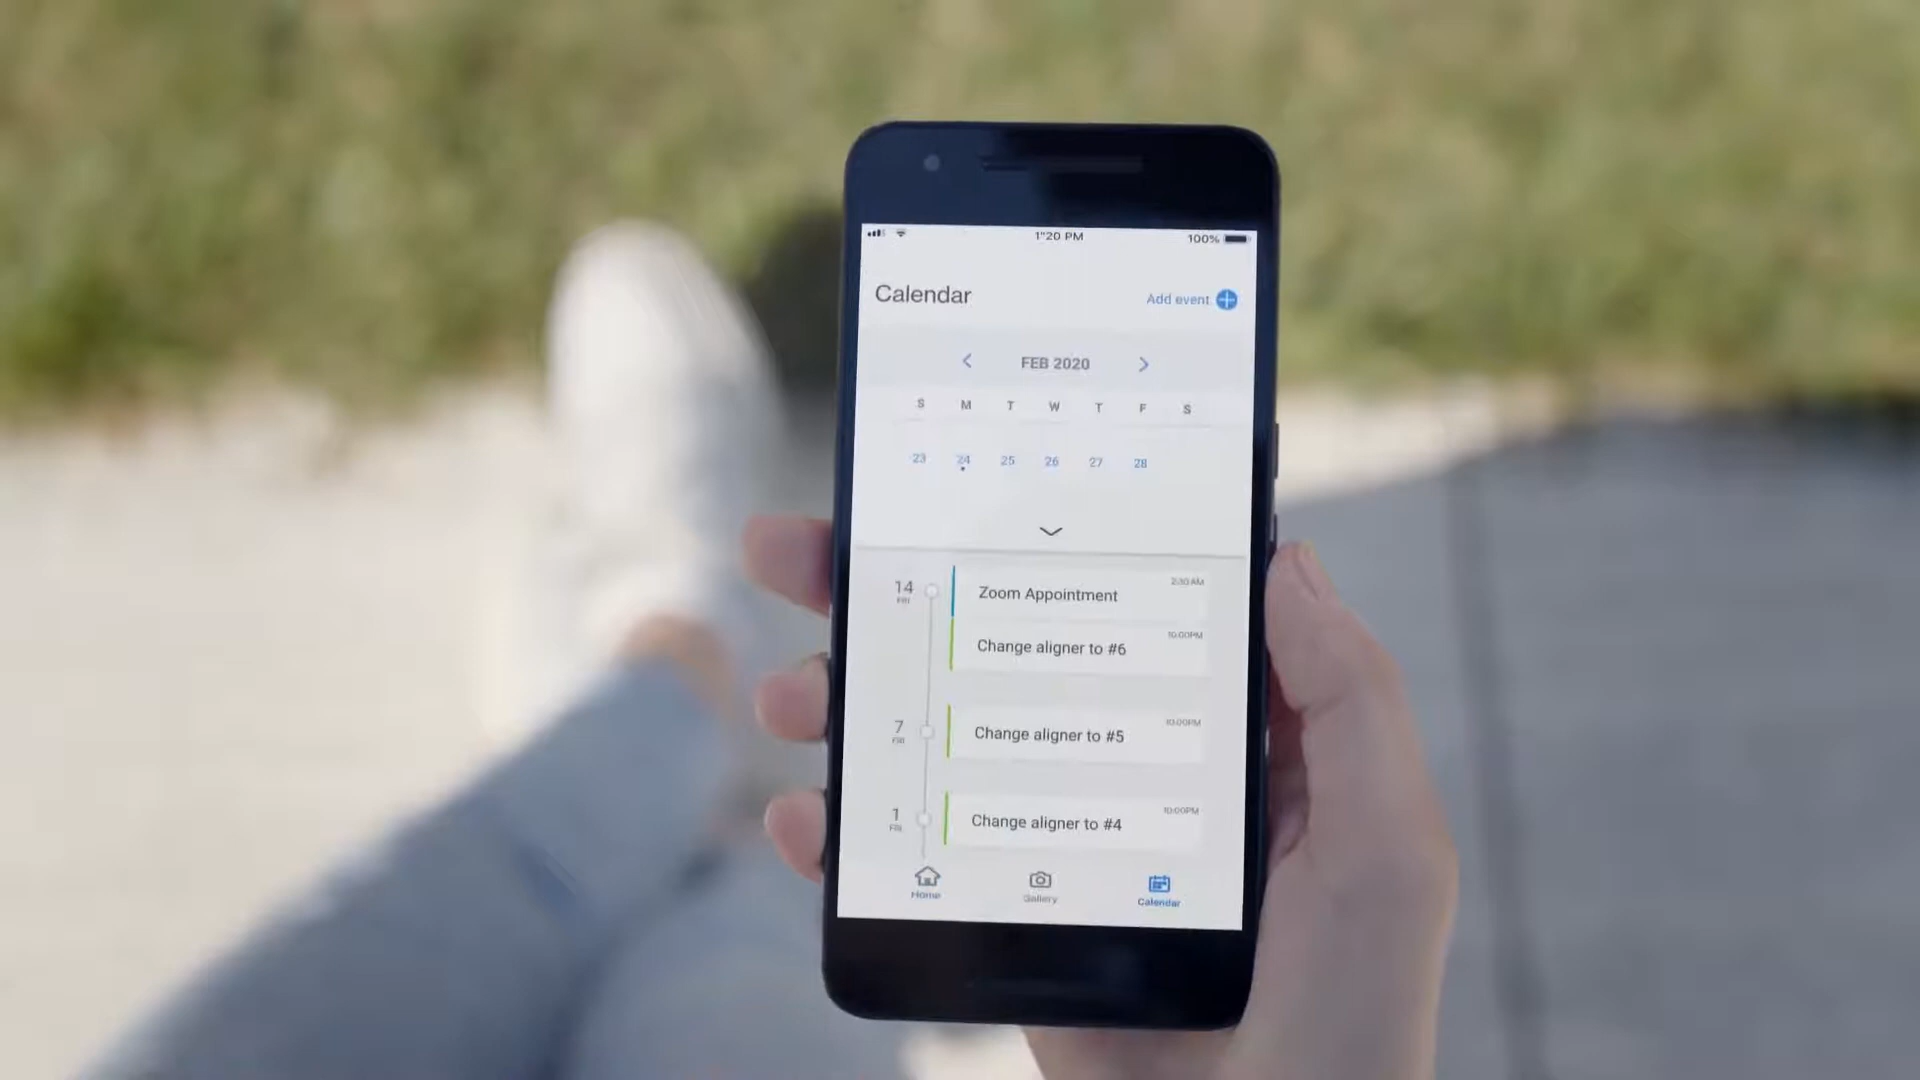 1"20 PM
100%
Calendar
Add event
FEB 2020
S M T W T F S
23 24 25 26 27 28
14
FRI
2:30 AM
Zoom Appointment
10:00PM
Change aligner to #6
7
FRI
10:00PM
Change aligner to #5
1
FRI
10:00PM
Change aligner to #4
Home
Gallery
Calendar